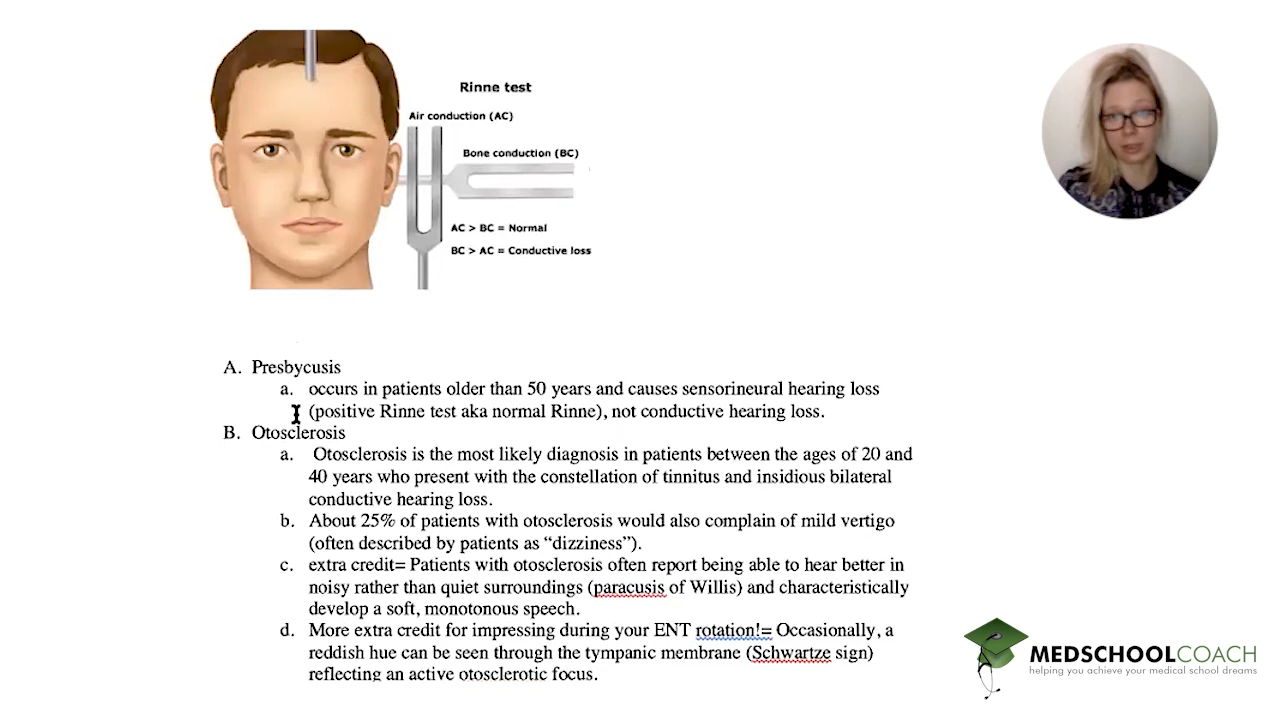 Rinne test
Air conduction (AC)
Bone conduction (BC)
AC > BC = Normal
BC > AC = Conductive loss
A. Presbycusis
a. occurs in patients older than 50 years and causes sensorineural hearing loss
(positive Rinne test aka normal Rinne), not conductive hearing loss.
B. Otosclerosis
a. Otosclerosis is the most likely diagnosis in patients between the ages of 20 and
40 years who present with the constellation of tinnitus and insidious bilateral
conductive hearing loss.
b. About 25% of patients with otosclerosis would also complain of mild vertigo
(often described by patients as “dizziness”).
c. extra credit= Patients with otosclerosis often report being able to hear better in
noisy rather than quiet surroundings (paracusis of Willis) and characteristically
develop a soft, monotonous speech.
d. More extra credit for impressing during your ENT rotation!= Occasionally, a
reddish hue can be seen through the tympanic membrane (Schwartze sign)
reflecting an active otosclerotic focus.
MEDSCHOOLCOACH
helping you achieve your medical school dreams